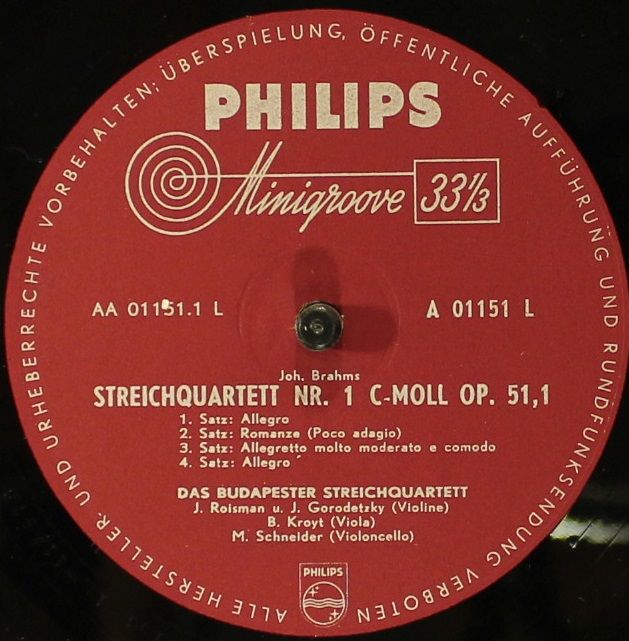 ALLE HERSTELLER- UND URHEBERRECHTE VORBEHALTEN; ÜBERSPIELUNG, ÖFFENTLICHE AUFFÜHRUNG UND RUNDFUNKSENDUNG VERBOTEN
PHILIPS
Minigroove 33⅓
AA 01151.1 L
A 01151 L
Joh. Brahms
STREICHQUARTETT NR. 1 C-MOLL OP. 51,1
1. Satz: Allegro
2. Satz: Romanze (Poco adagio)
3. Satz: Allegretto molto moderato e comodo
4. Satz: Allegro
DAS BUDAPESTER STREICHQUARTETT
J. Roisman u. J. Gorodetzky (Violine)
B. Kroyt (Viola)
M. Schneider (Violoncello)
PHILIPS